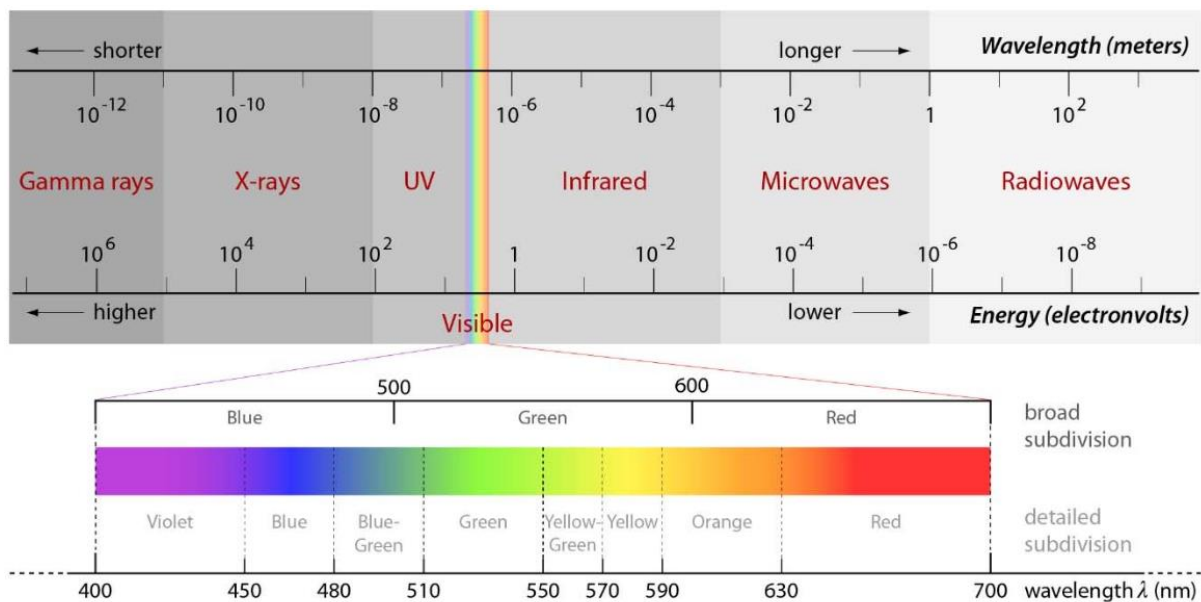 shorter longer Wavelength (meters)
10⁻¹² 10⁻¹⁰ 10⁻⁸ 10⁻⁶ 10⁻⁴ 10⁻² 1 10²
Gamma rays X-rays UV Infrared Microwaves Radiowaves
10⁶ 10⁴ 10² 1 10⁻² 10⁻⁴ 10⁻⁶ 10⁻⁸
higher Visible lower Energy (electronvolts)
500 600
Blue Green Red broad
subdivision
Violet Blue Blue-
Green Green Yellow-
Green Yellow Orange Red detailed
subdivision
400 450 480 510 550 570 590 630 700 wavelength λ (nm)